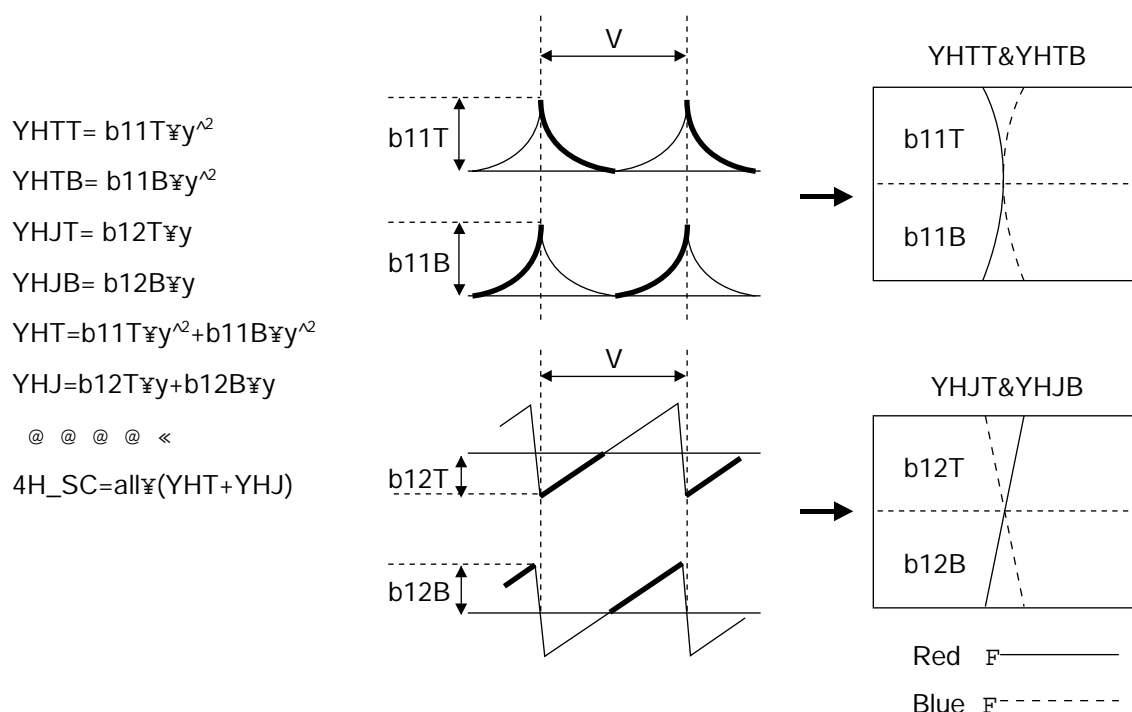 YHTT= b11T¥y^2
YHTB= b11B¥y^2
YHJT= b12T¥y
YHJB= b12B¥y
YHT=b11T¥y^2+b11B¥y^2
YHJ=b12T¥y+b12B¥y
@ @ @ @ «
4H_SC=all¥(YHT+YHJ)
V
b11T
b11B
V
b12T
b12B
YHTT&YHTB
b11T
b11B
YHJT&YHJB
b12T
b12B
Red F
Blue F